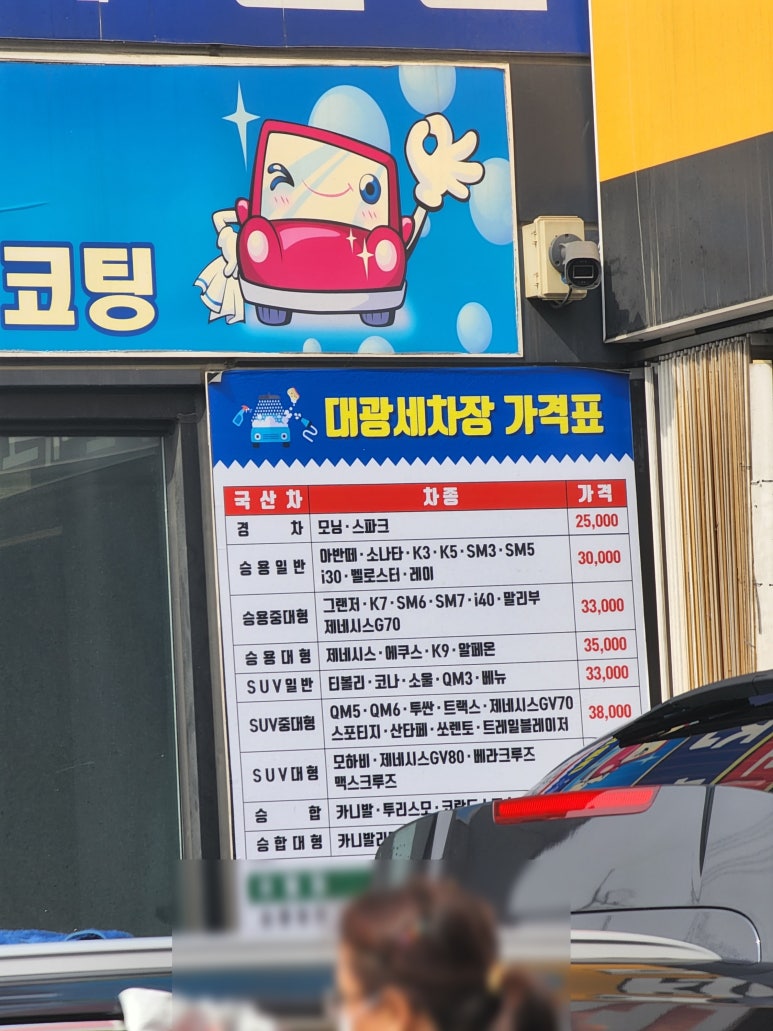 코팅
대광세차장 가격표
국산차 차종 가격
경 차 모닝·스파크 25,000
승용일반 아반떼·소나타·K3·K5·SM3·SM5 30,000
i30·벨로스터·레이
승용중대형 그랜저·K7·SM6·SM7·i40·말리부 33,000
제네시스G70
승용대형 제네시스·에쿠스·K9·알페온 35,000
SUV일반 티볼리·코나·소울·QM3·베뉴 33,000
SUV중대형 QM5·QM6·투싼·트랙스·제네시스GV70 38,000
스포티지·산타페·쏘렌토·트레일블레이저
SUV대형 모하비·제네시스GV80·베라크루즈
맥스크루즈
승 합 카니발·투리스모
승합대형